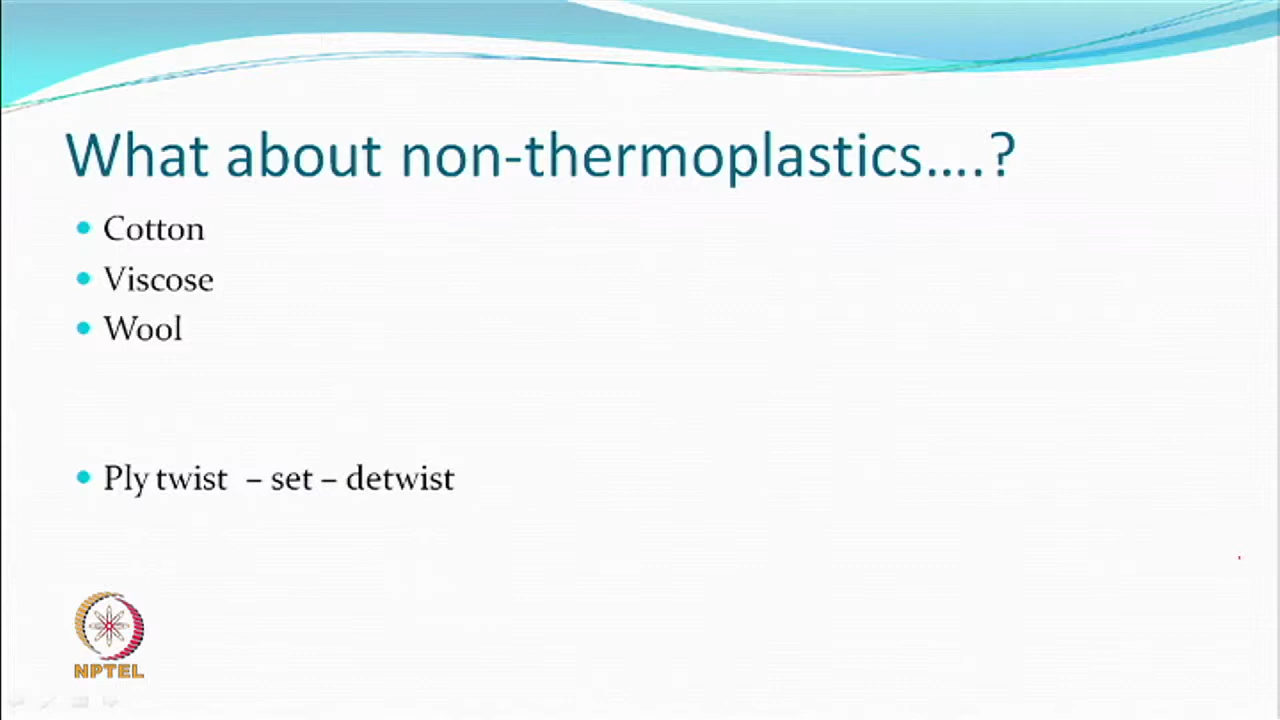 What about non-thermoplastics....?
Cotton
Viscose
Wool
Ply twist – set – detwist
NPTEL